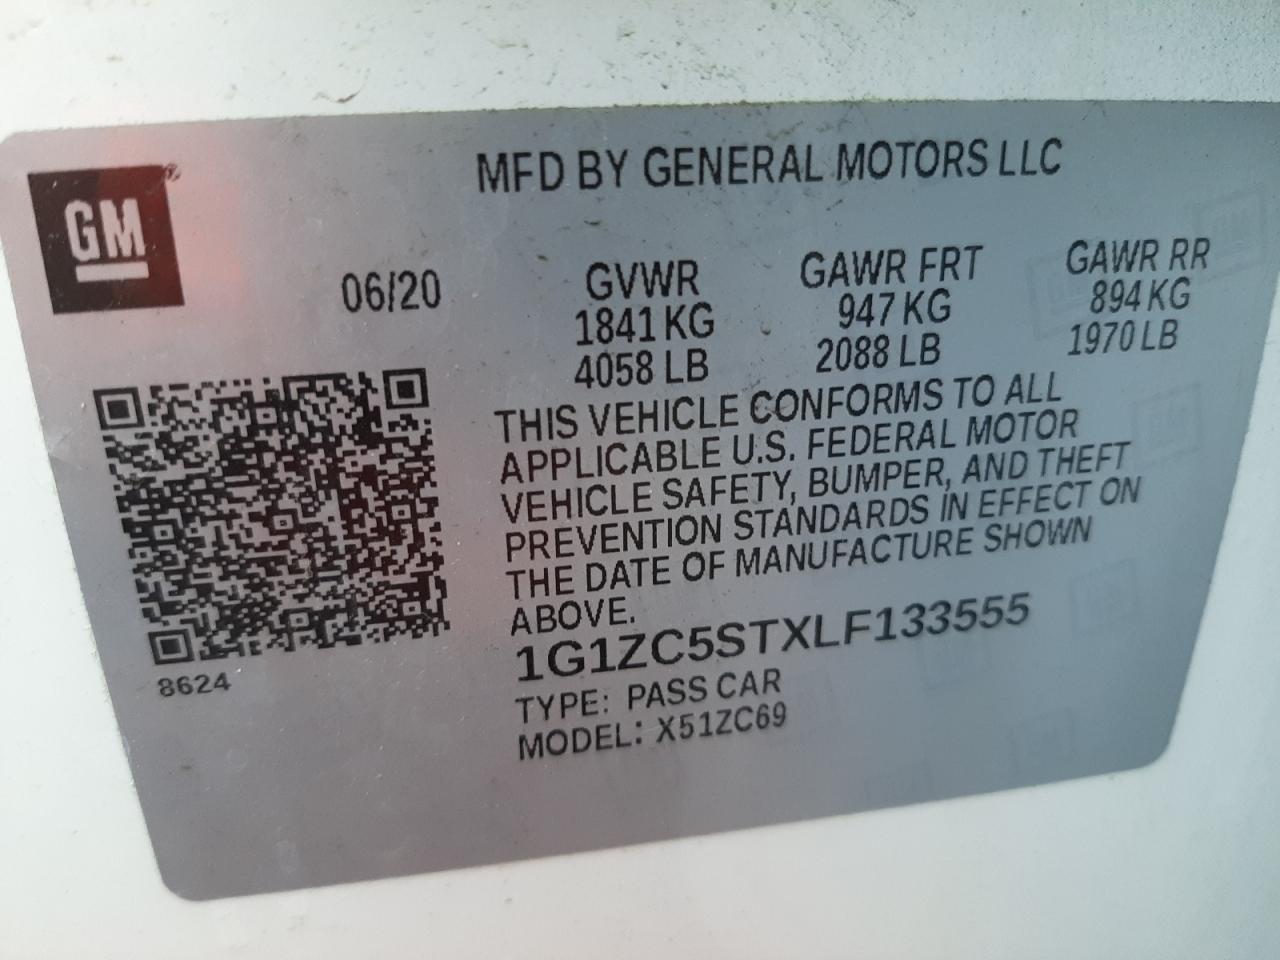 GM
MFD BY GENERAL MOTORS LLC
06/20
GVWR
1841 KG
4058 LB
GAWR FRT
947 KG
2088 LB
GAWR RR
894 KG
1970 LB
THIS VEHICLE CONFORMS TO ALL
APPLICABLE U.S. FEDERAL MOTOR
VEHICLE SAFETY, BUMPER, AND THEFT
PREVENTION STANDARDS IN EFFECT ON
THE DATE OF MANUFACTURE SHOWN
ABOVE.
1G1ZC5STXLF133555
TYPE: PASS CAR
MODEL: X51ZC69
8624